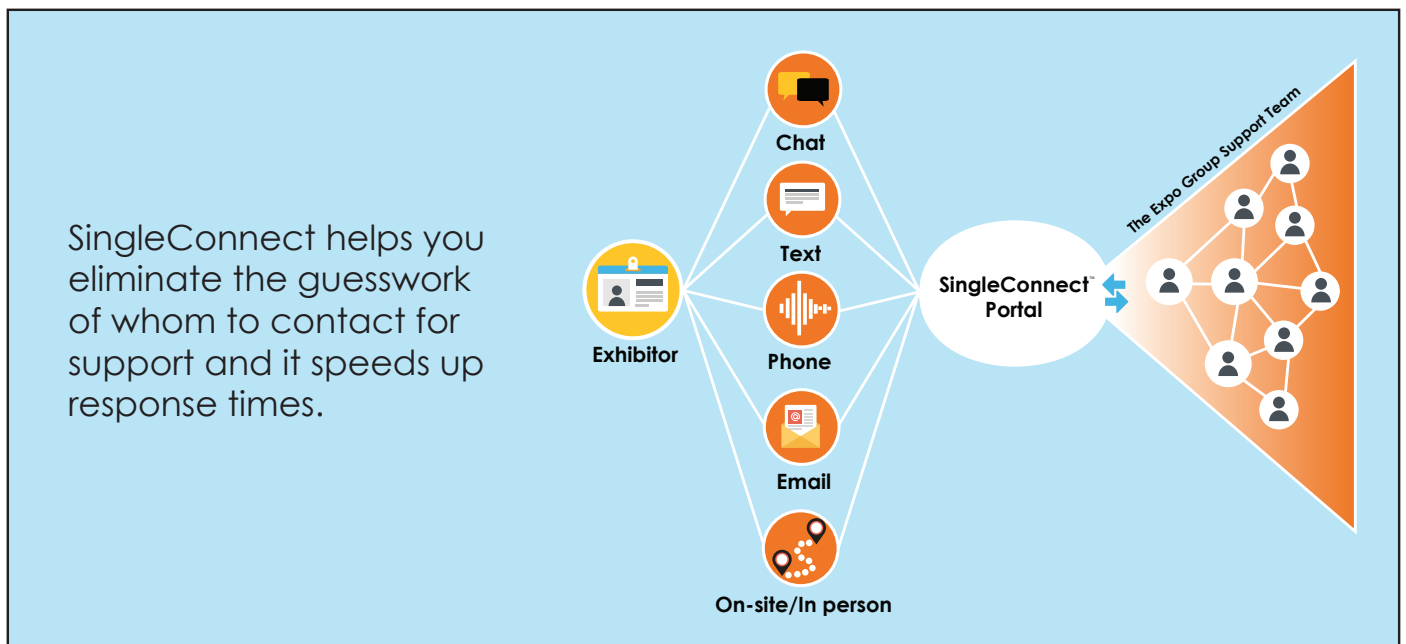 SingleConnect helps you
eliminate the guesswork
of whom to contact for
support and it speeds up
response times.
Exhibitor
Chat
Text
Phone
@
Email
On-site/In person
SingleConnect™
Portal
The Expo Group Support Team